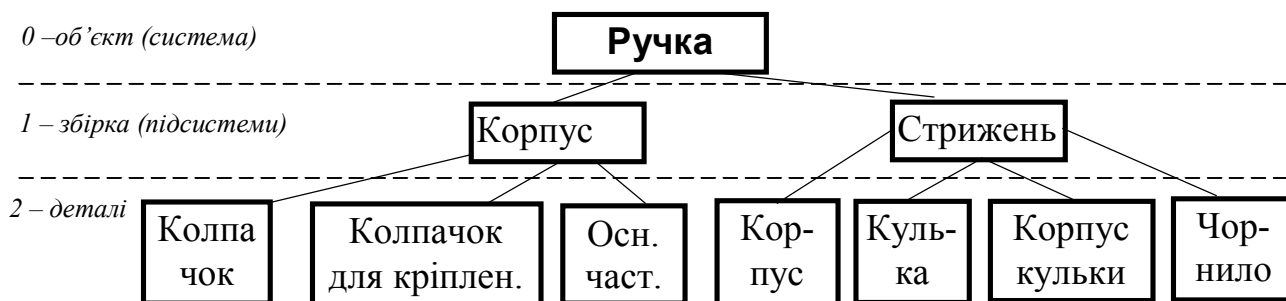 0 –об’єкт (система)
Ручка
1 – збірка (підсистеми)
Корпус
Стрижень
2 – деталі
Колпа
чок
Колпачок
для кріплен.
Осн.
част.
Кор-
пус
Куль-
ка
Корпус
кульки
Чор-
нило